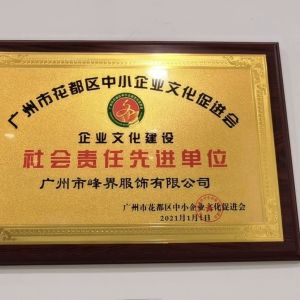 广州市花都区中小企业文化促进会
企业文化建设
社会责任先进单位
广州市峰界服饰有限公司
广州市花都区中小企业文化促进会
2021年1月1日